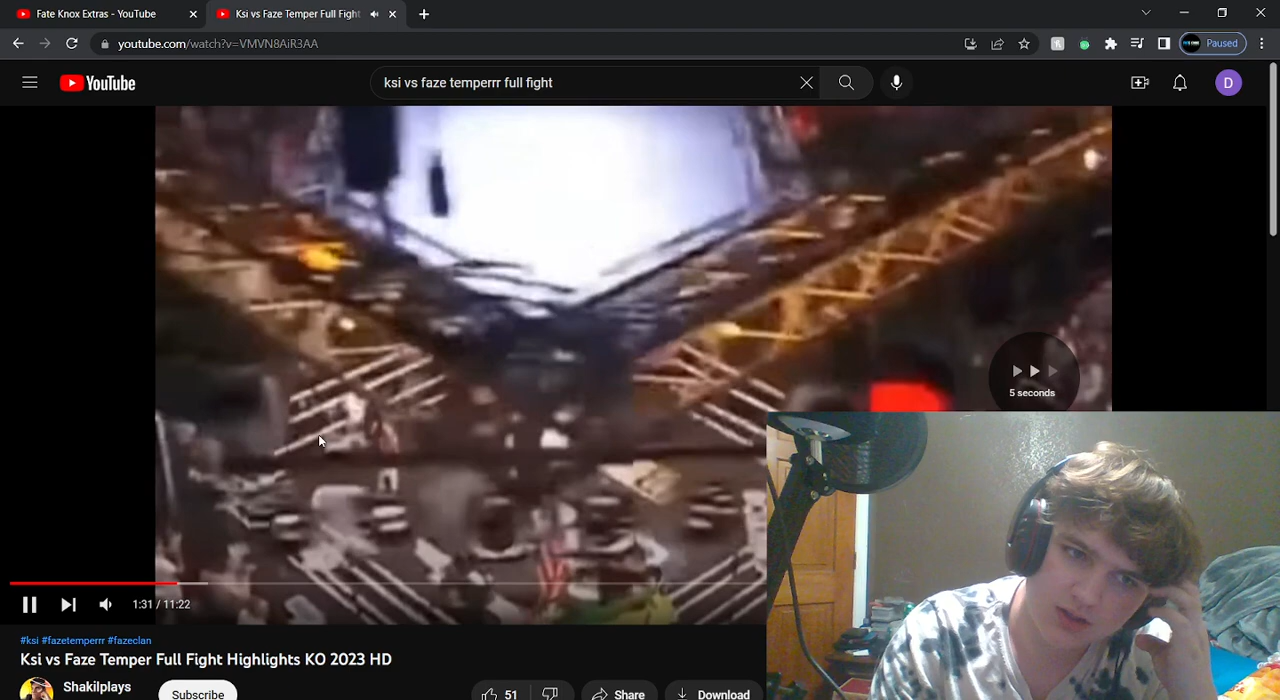 Fate Knox Extras - YouTube
Ksi vs Faze Temper Full Fight
youtube.com/watch?v=VMVN8AiR3AA
Paused
YouTube
ksi vs faze temperrr full fight
D
5 seconds
1:31 / 11:22
#ksi #fazetemperrr #fazeclan
Ksi vs Faze Temper Full Fight Highlights KO 2023 HD
Shakilplays
Subscribe
51
Share
Download